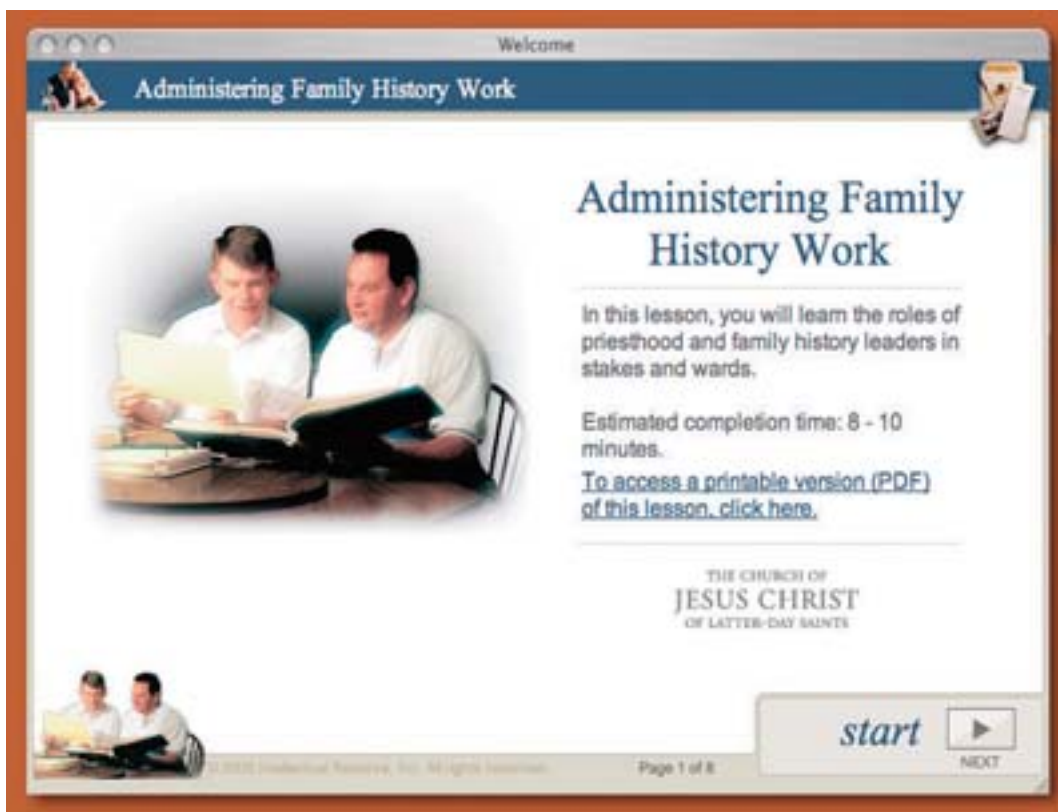 Welcome
Administering Family History Work
Administering Family
History Work
In this lesson, you will learn the roles of
priesthood and family history leaders in
stakes and wards.
Estimated completion time: 8 - 10
minutes.
To access a printable version (PDF)
of this lesson, click here.
THE CHURCH OF
JESUS CHRIST
OF LATTER-DAY SAINTS
start
NEXT
Page 1 of 8